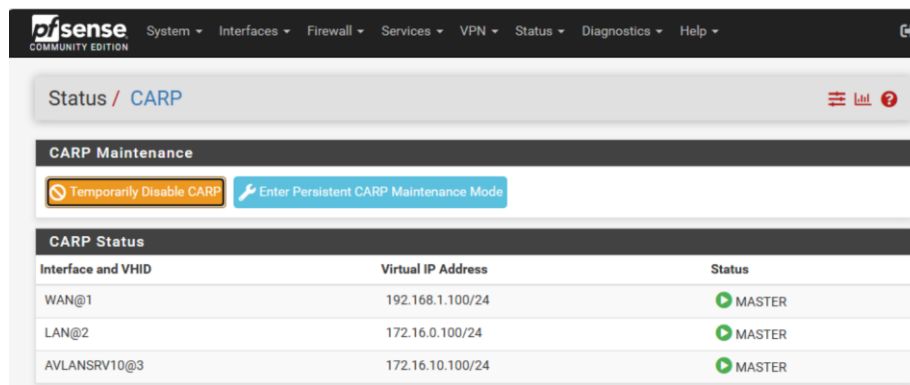 pfsense
COMMUNITY EDITION
System Interfaces Firewall Services VPN Status Diagnostics Help
Status / CARP
CARP Maintenance
Temporarily Disable CARP Enter Persistent CARP Maintenance Mode
CARP Status
Interface and VHID Virtual IP Address Status
WAN@1 192.168.1.100/24 MASTER
LAN@2 172.16.0.100/24 MASTER
AVLANSRV10@3 172.16.10.100/24 MASTER